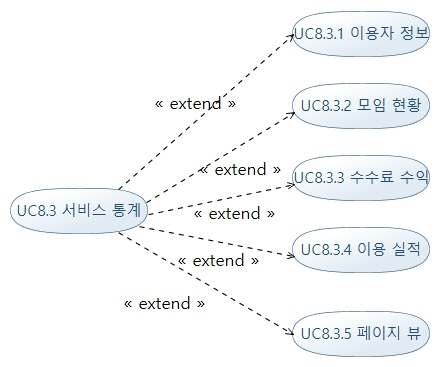 UC8.3.1 이용자 정보
« extend »
UC8.3.2 모임 현황
« extend »
UC8.3.3 수수료 수익
UC8.3 서비스 통계
« extend »
UC8.3.4 이용 실적
« extend »
« extend »
UC8.3.5 페이지 뷰